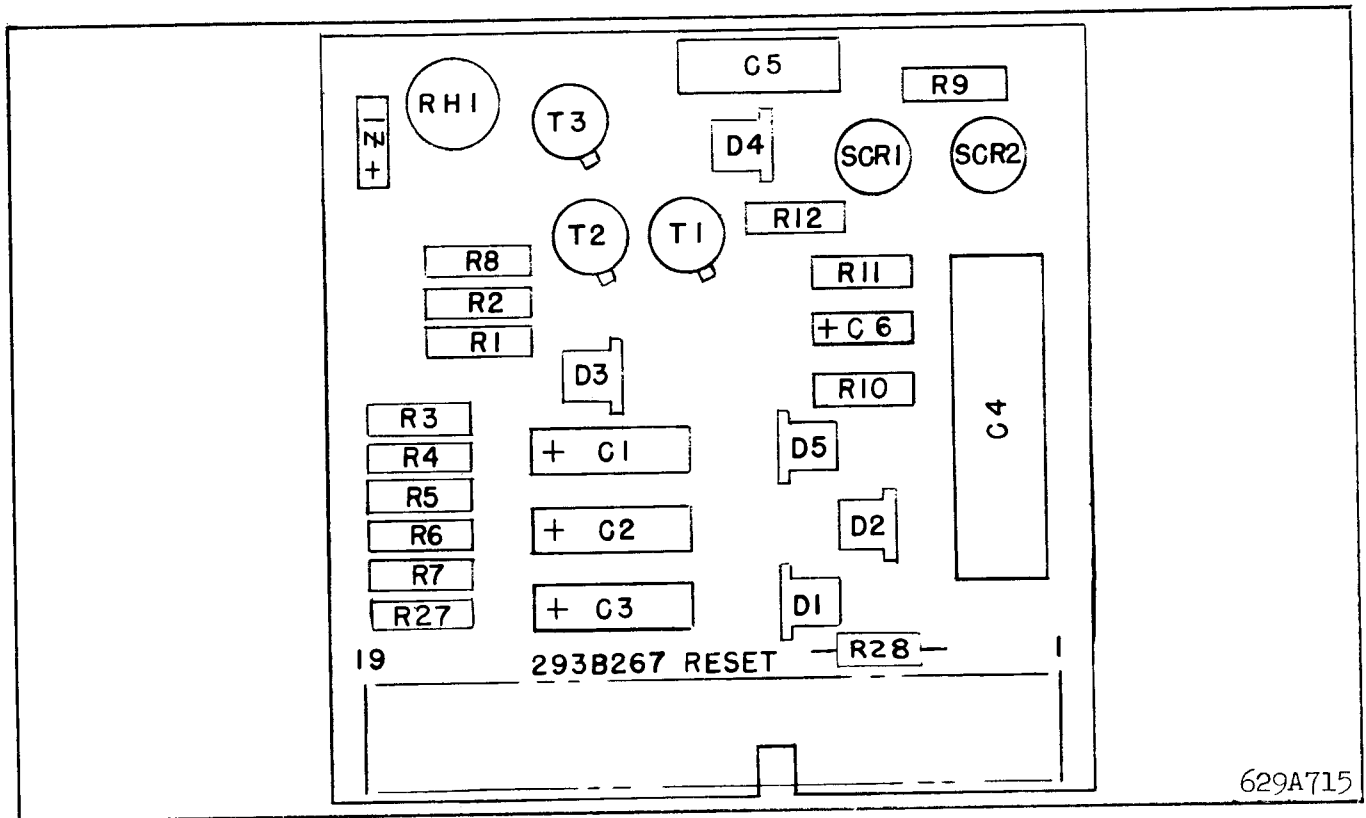 C5
R9
RH1
T3
Z1 +
D4
SCR1
SCR2
R12
T2
T1
R8
R11
R2
+C6
R1
D3
R10
C4
R3
+ C1
D5
R4
R5
+ C2
D2
R6
R7
+ C3
D1
R27
19
293B267 RESET
R28
1
629A715